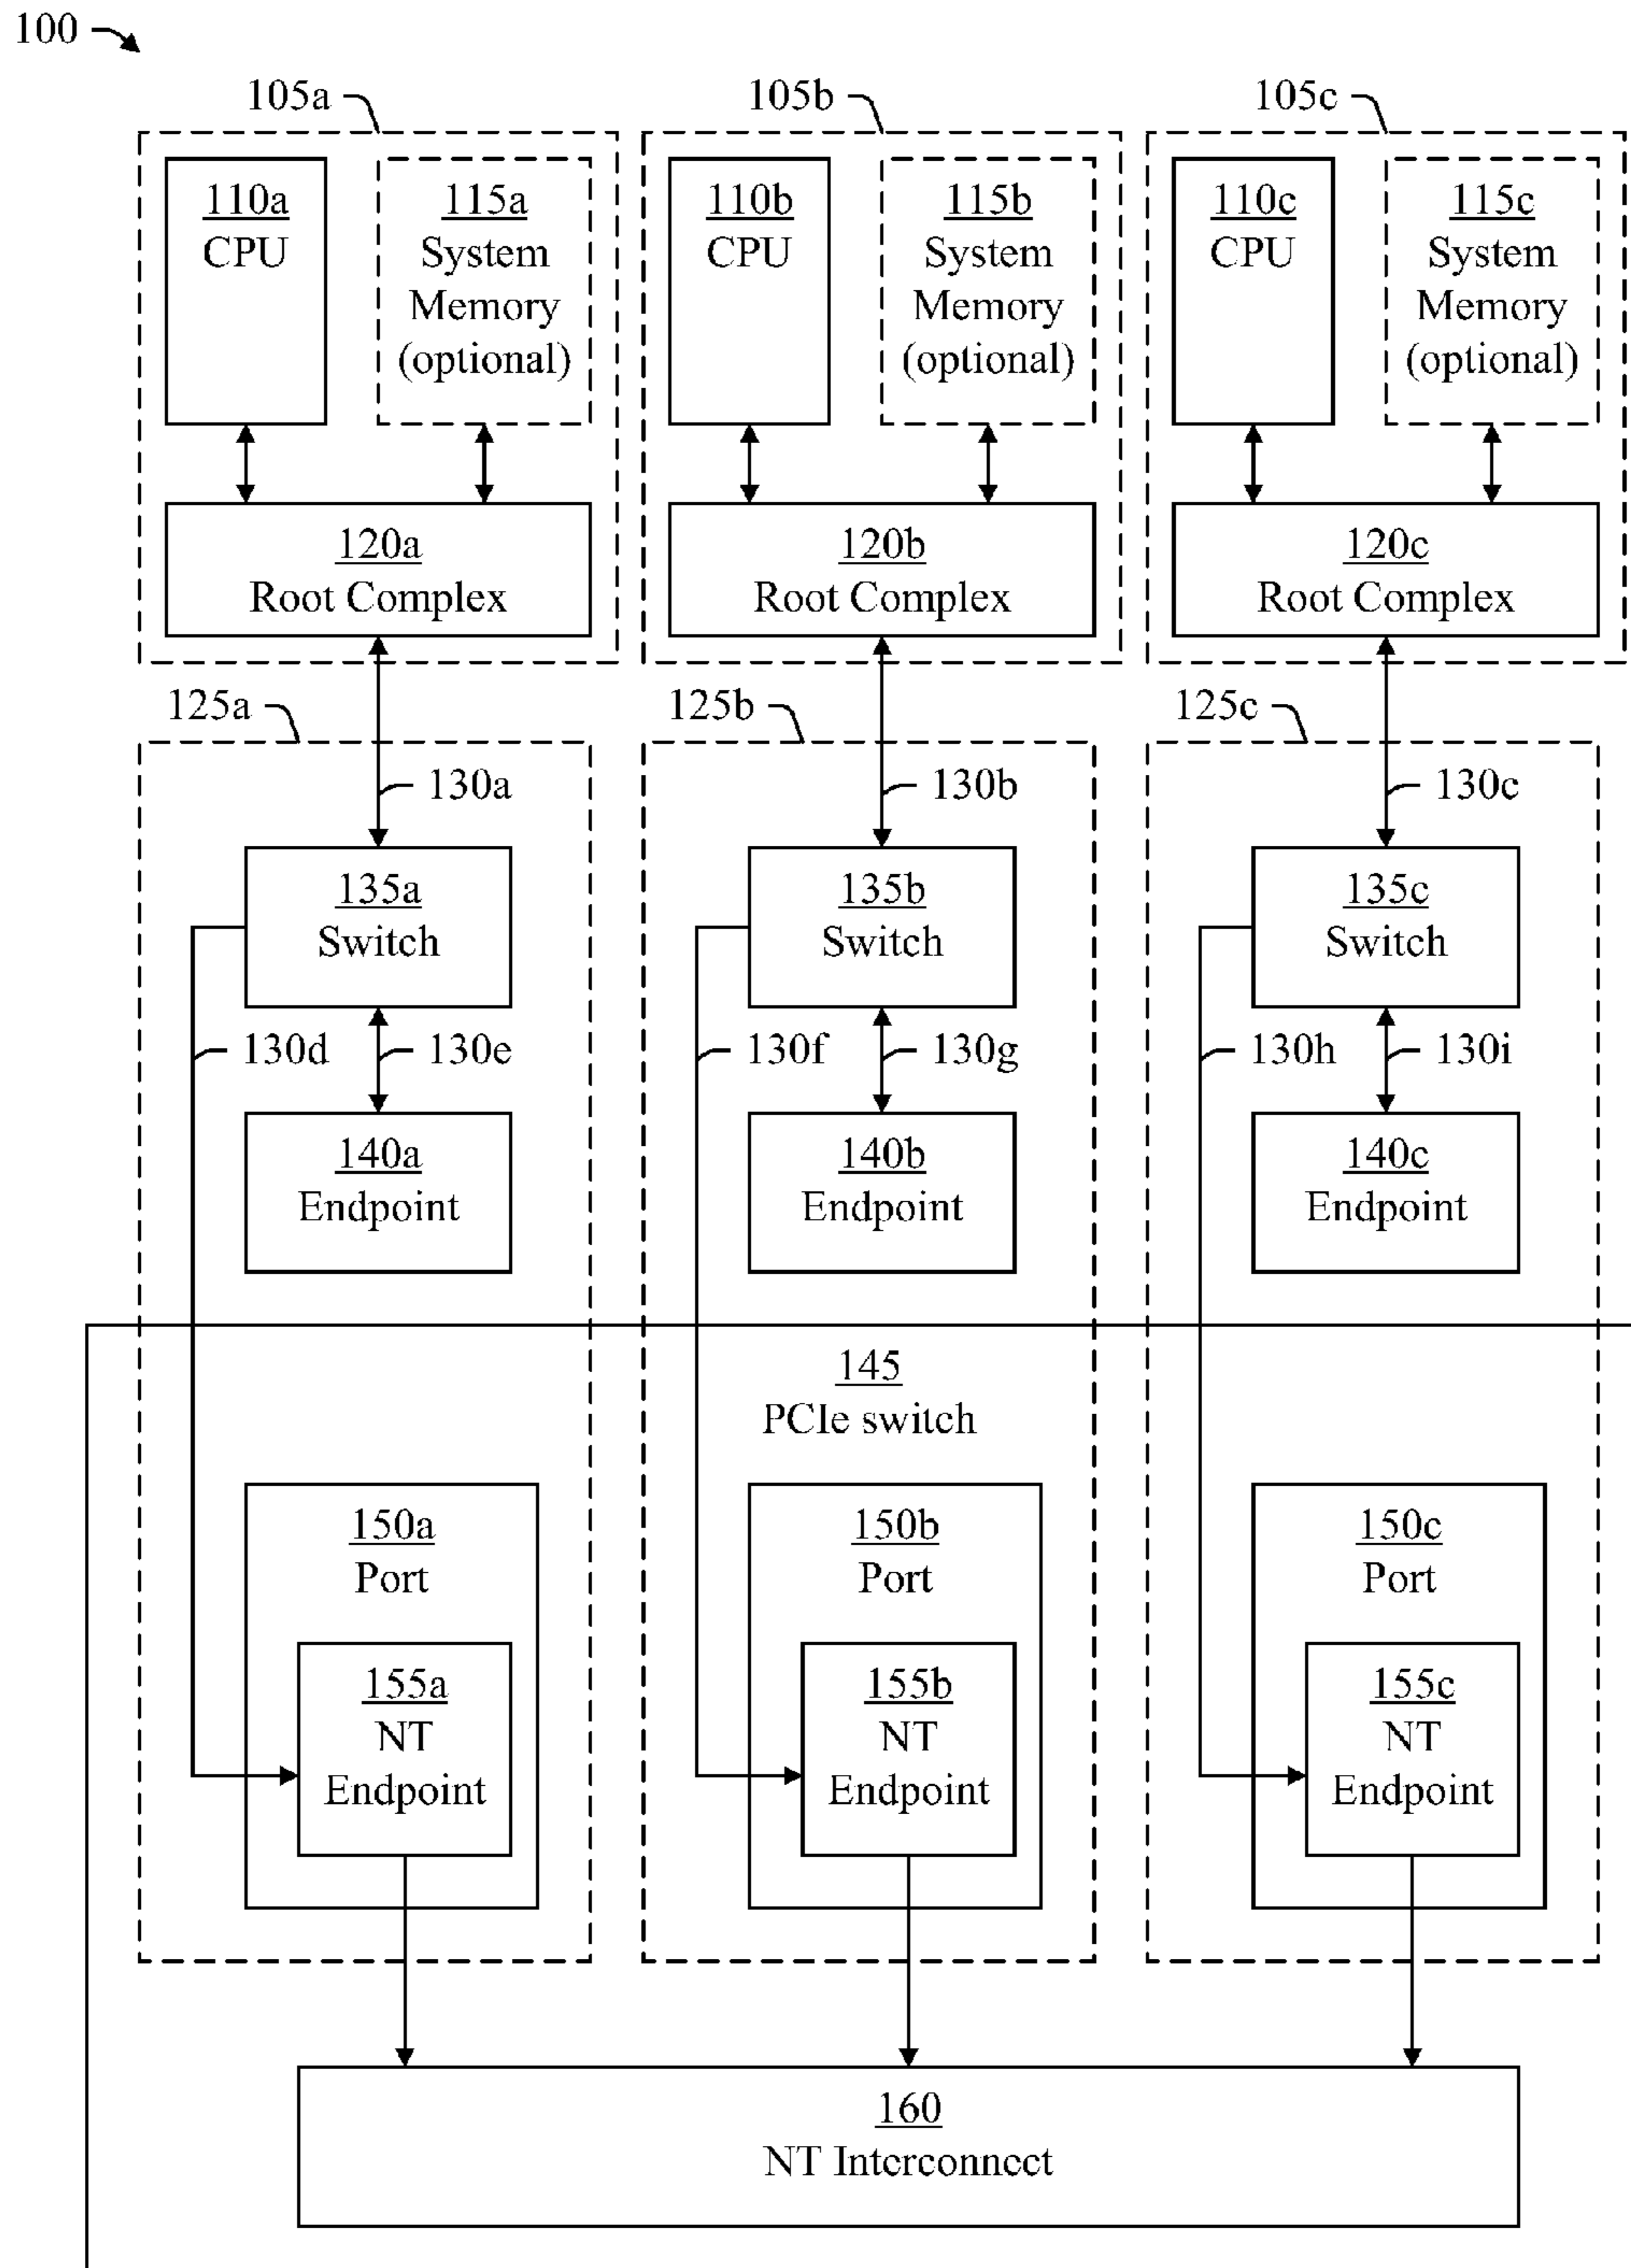 100
105a
105b
105c
110a
CPU
115a
System
Memory
(optional)
110b
CPU
115b
System
Memory
(optional)
110c
CPU
115c
System
Memory
(optional)
120a
Root Complex
120b
Root Complex
120c
Root Complex
125a
125b
125c
130a
130b
130c
135a
Switch
135b
Switch
135c
Switch
130d
130e
130f
130g
130h
130i
140a
Endpoint
140b
Endpoint
140c
Endpoint
145
PCIe switch
150a
Port
150b
Port
150c
Port
155a
NT
Endpoint
155b
NT
Endpoint
155c
NT
Endpoint
160
NT Interconnect